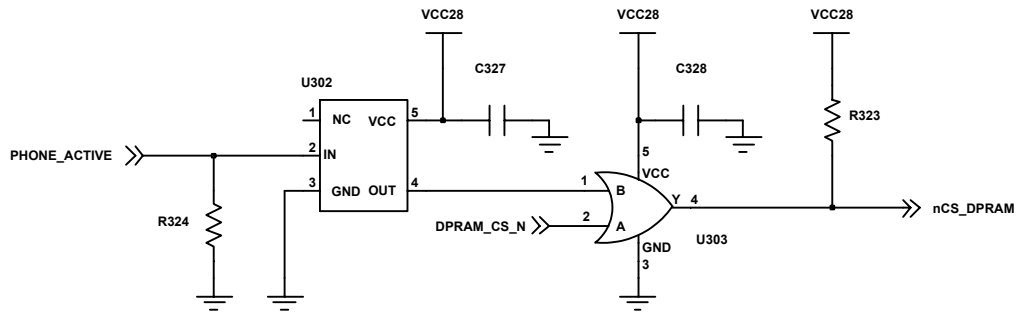 VCC28 VCC28 VCC28
C327 C328
U302
1 NC VCC 5
R323
PHONE_ACTIVE 2 IN
5
VCC
3 GND OUT 4
1 B
Y 4
nCS_DPRAM
R324
DPRAM_CS_N 2 A
U303
GND
3